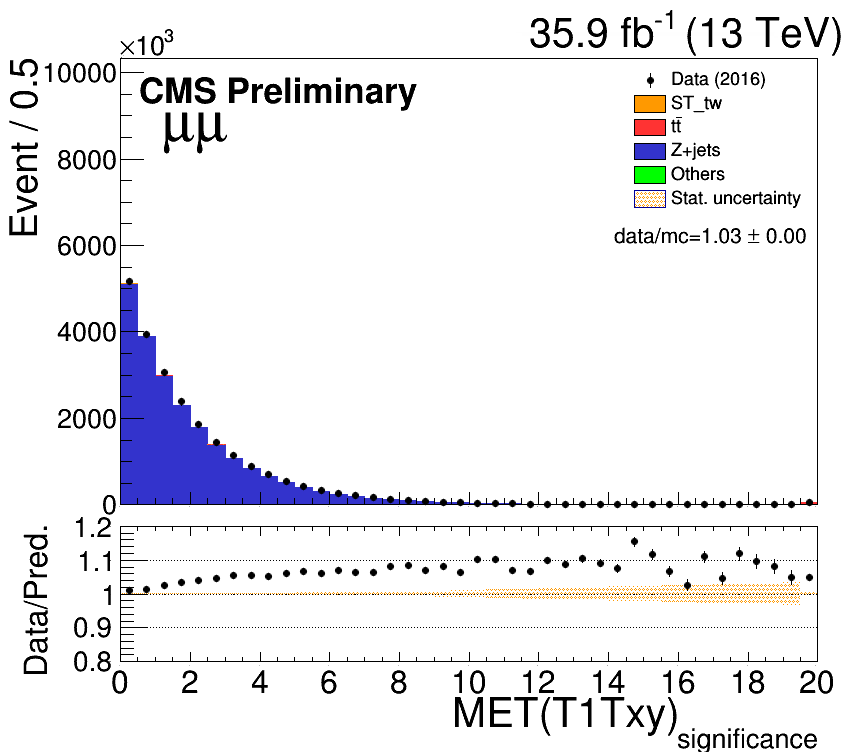 35.9 fb⁻¹ (13 TeV)
×10³
CMS Preliminary
μμ
Event / 0.5
10000
8000
6000
4000
2000
0
Data (2016)
ST_tw
tt̄
Z+jets
Others
Stat. uncertainty
data/mc=1.03 ± 0.00
Data/Pred.
1.2
1.1
1
0.9
0.8
0 2 4 6 8 10 12 14 16 18 20
MET(T1Txy)significance